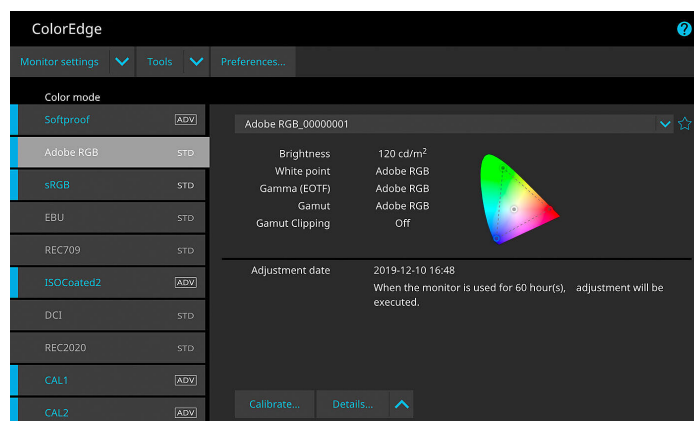 ColorEdge
?
Monitor settings Tools Preferences...
Color mode
Softproof ADV
Adobe RGB STD
sRGB STD
EBU STD
REC709 STD
ISOCoated2 ADV
DCI STD
REC2020 STD
CAL1 ADV
CAL2 ADV
Adobe RGB_00000001
Brightness 120 cd/m²
White point Adobe RGB
Gamma (EOTF) Adobe RGB
Gamut Adobe RGB
Gamut Clipping Off
Adjustment date 2019-12-10 16:48
When the monitor is used for 60 hour(s), adjustment will be
executed.
Calibrate... Details...